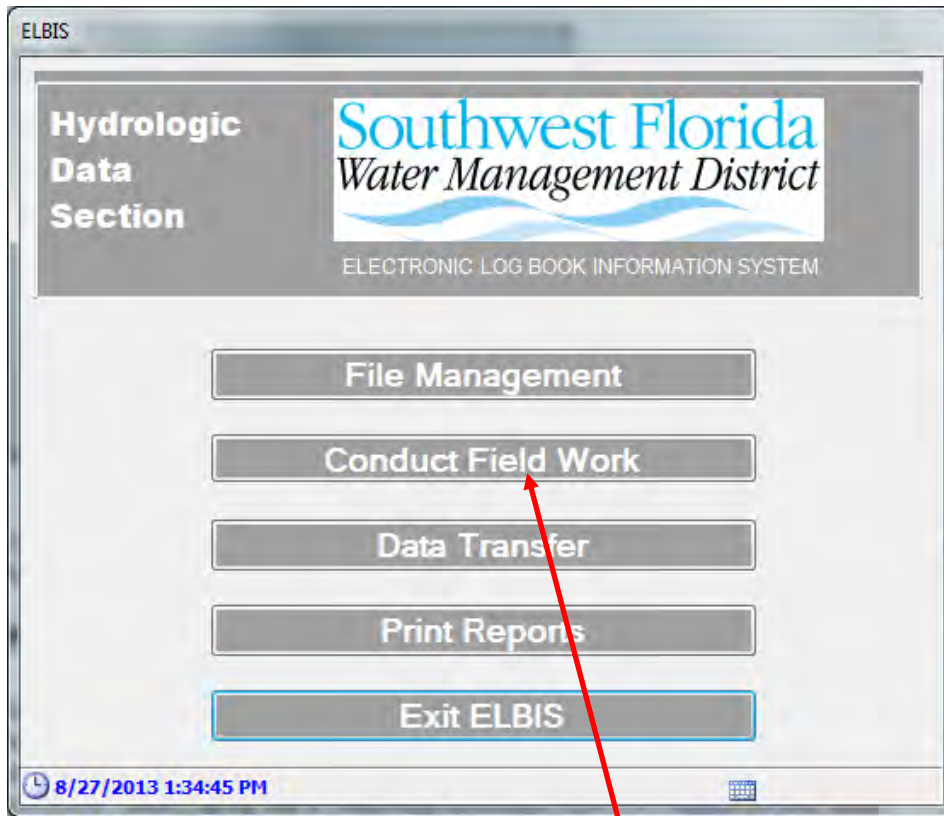 ELBIS
Hydrologic
Data
Section
Southwest Florida
Water Management District
ELECTRONIC LOG BOOK INFORMATION SYSTEM
File Management
Conduct Field Work
Data Transfer
Print Reports
Exit ELBIS
8/27/2013 1:34:45 PM